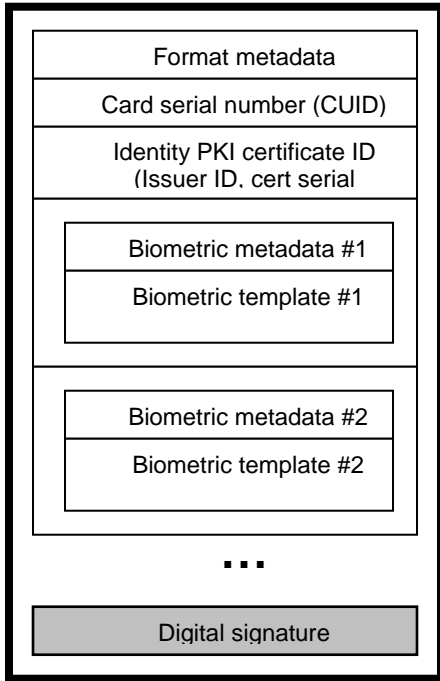 Format metadata
Card serial number (CUID)
Identity PKI certificate ID
(Issuer ID, cert serial
Biometric metadata #1
Biometric template #1
Biometric metadata #2
Biometric template #2
...
Digital signature